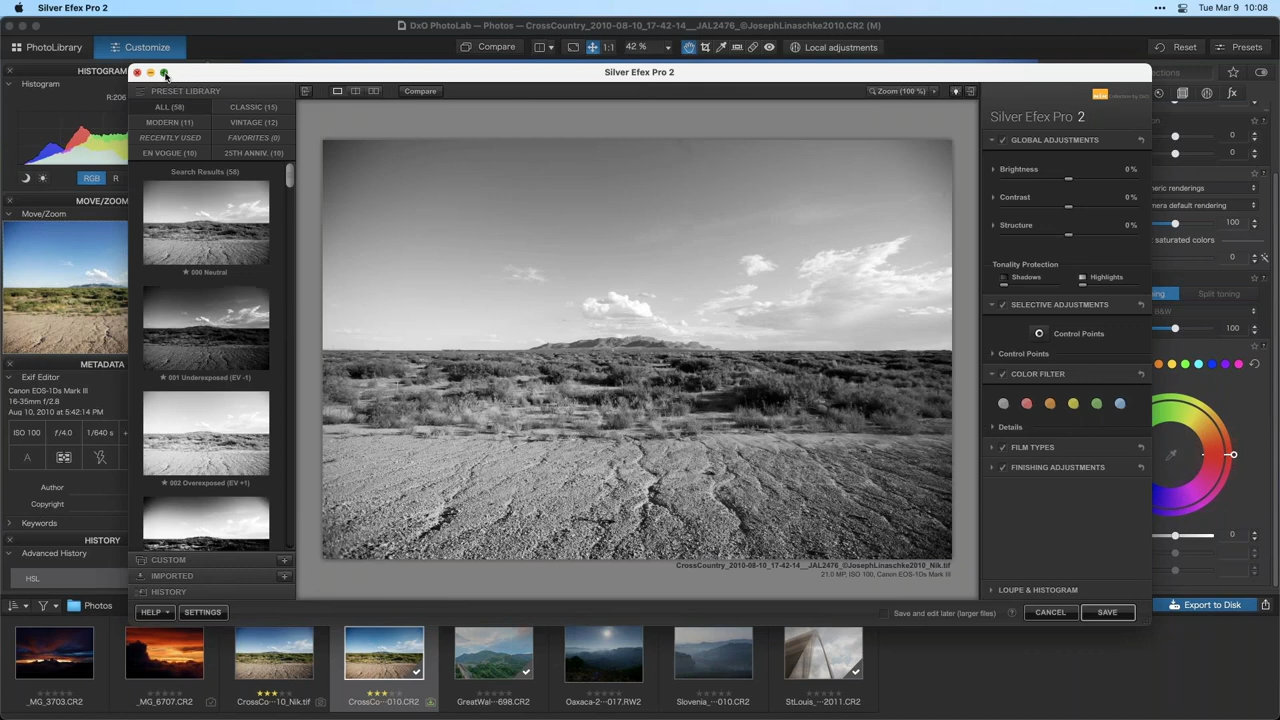 Silver Efex Pro 2
Tue Mar 9 10:08
DxO PhotoLab – Photos – CrossCountry_2010-08-10_17-42-14__JAL2476_©JosephLinaschke2010.CR2 (M)
PhotoLibrary
Customize
Compare
1:1
42 %
Local adjustments
Reset
Presets
HISTOGRAM
Histogram
R:206
RGB
R
MOVE/ZOOM
Move/Zoom
METADATA
Exif Editor
Canon EOS-1Ds Mark III
16-35mm f/2.8
Aug 10, 2010 at 5:42:14 PM
ISO 100
f/4.0
1/640 s
A
Author
Copyright
Keywords
HISTORY
Advanced History
HSL
Photos
Silver Efex Pro 2
PRESET LIBRARY
ALL (58)
CLASSIC (15)
MODERN (11)
VINTAGE (12)
RECENTLY USED
FAVORITES (0)
EN VOGUE (10)
25TH ANNIV. (10)
Search Results (58)
★ 000 Neutral
★ 001 Underexposed (EV -1)
★ 002 Overexposed (EV +1)
CUSTOM
IMPORTED
HISTORY
HELP
SETTINGS
Compare
Zoom (100 %)
CrossCountry_2010-08-10_17-42-14__JAL2476_©JosephLinaschke2010_Nik.tif
21.0 MP, ISO 100, Canon EOS-1Ds Mark III
Save and edit later (larger files)
CANCEL
SAVE
Silver Efex Pro 2
GLOBAL ADJUSTMENTS
Brightness 0 %
Contrast 0 %
Structure 0 %
Tonality Protection
Shadows
Highlights
SELECTIVE ADJUSTMENTS
Control Points
Control Points
COLOR FILTER
Details
FILM TYPES
FINISHING ADJUSTMENTS
LOUPE & HISTOGRAM
fx
0
0
100
0
Split toning
B&W
100
0
Export to Disk
_MG_3703.CR2
_MG_6707.CR2
CrossCo···10_Nik.tif
CrossCo···010.CR2
GreatWal···698.CR2
Oaxaca-2···017.RW2
Slovenia_···010.CR2
StLouis_···2011.CR2